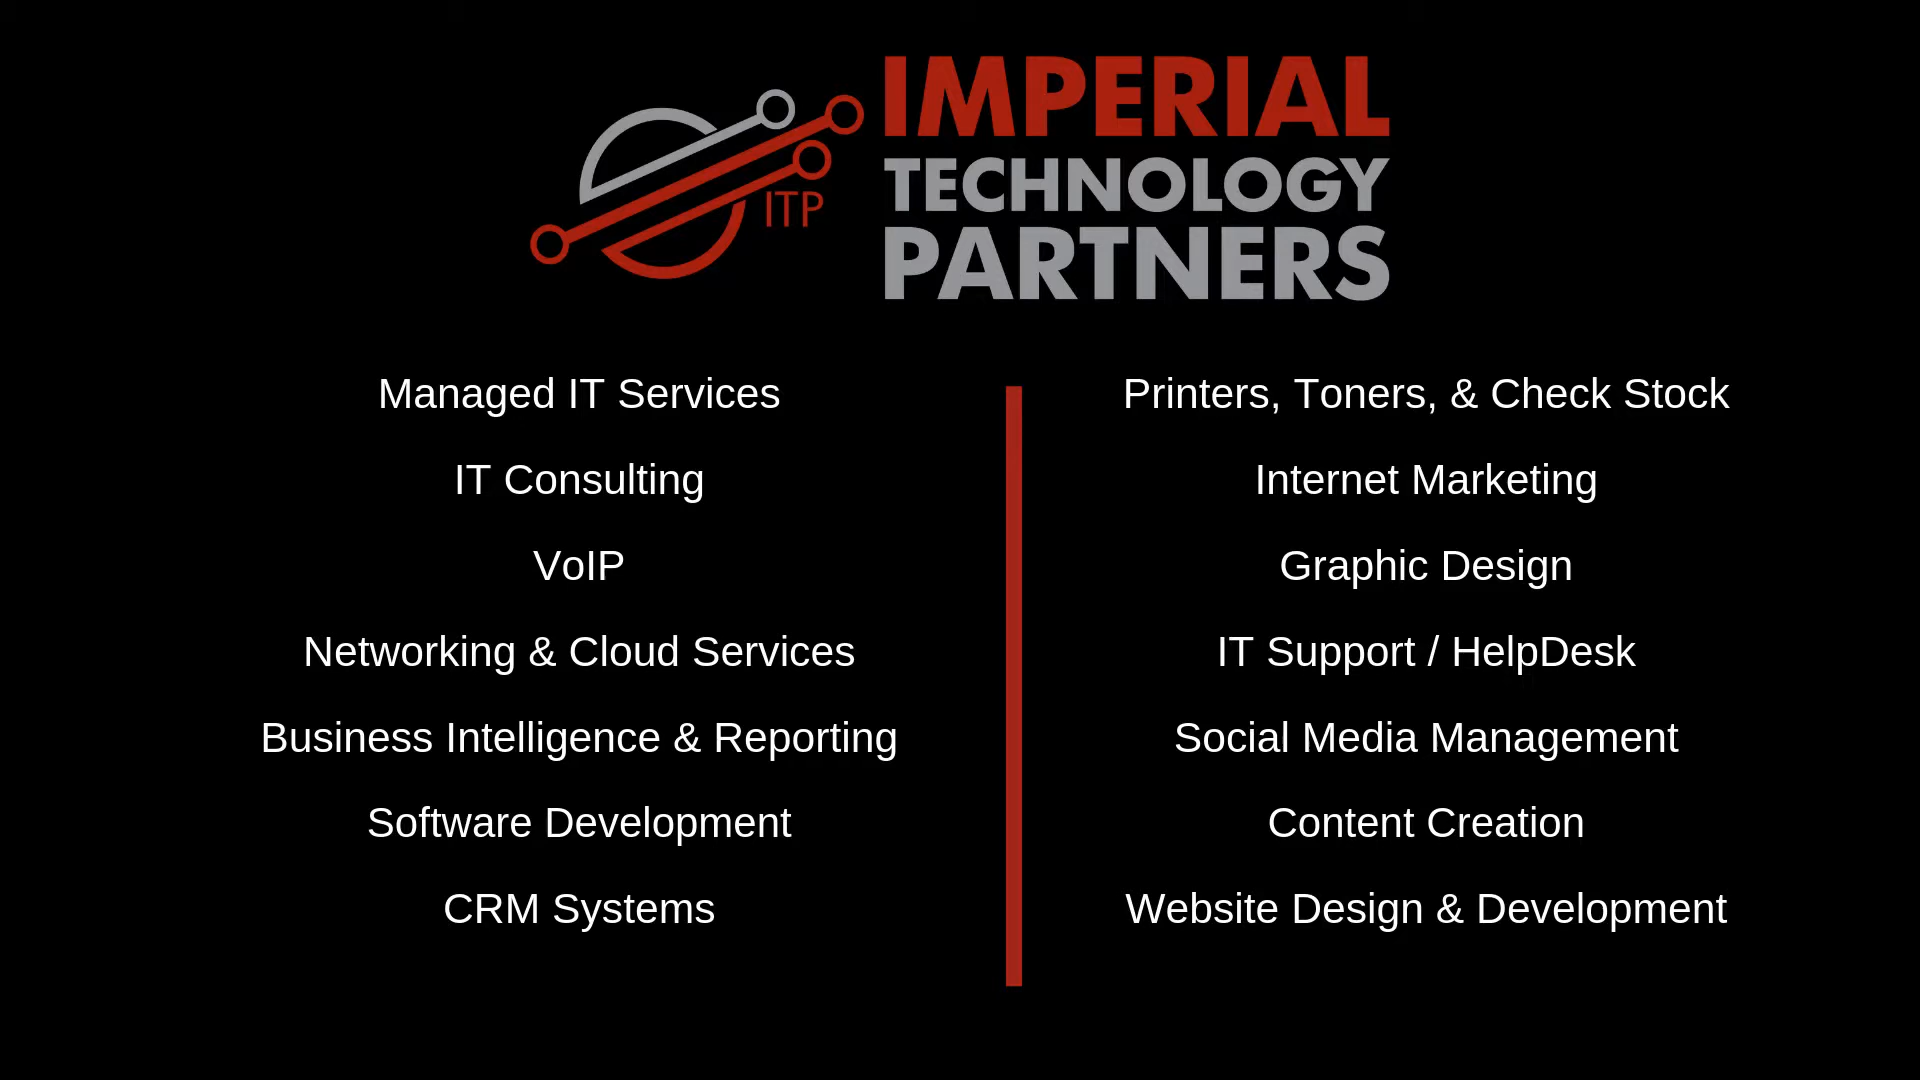 IMPERIAL
TECHNOLOGY
PARTNERS
ITP
Managed IT Services
IT Consulting
VoIP
Networking & Cloud Services
Business Intelligence & Reporting
Software Development
CRM Systems
Printers, Toners, & Check Stock
Internet Marketing
Graphic Design
IT Support / HelpDesk
Social Media Management
Content Creation
Website Design & Development